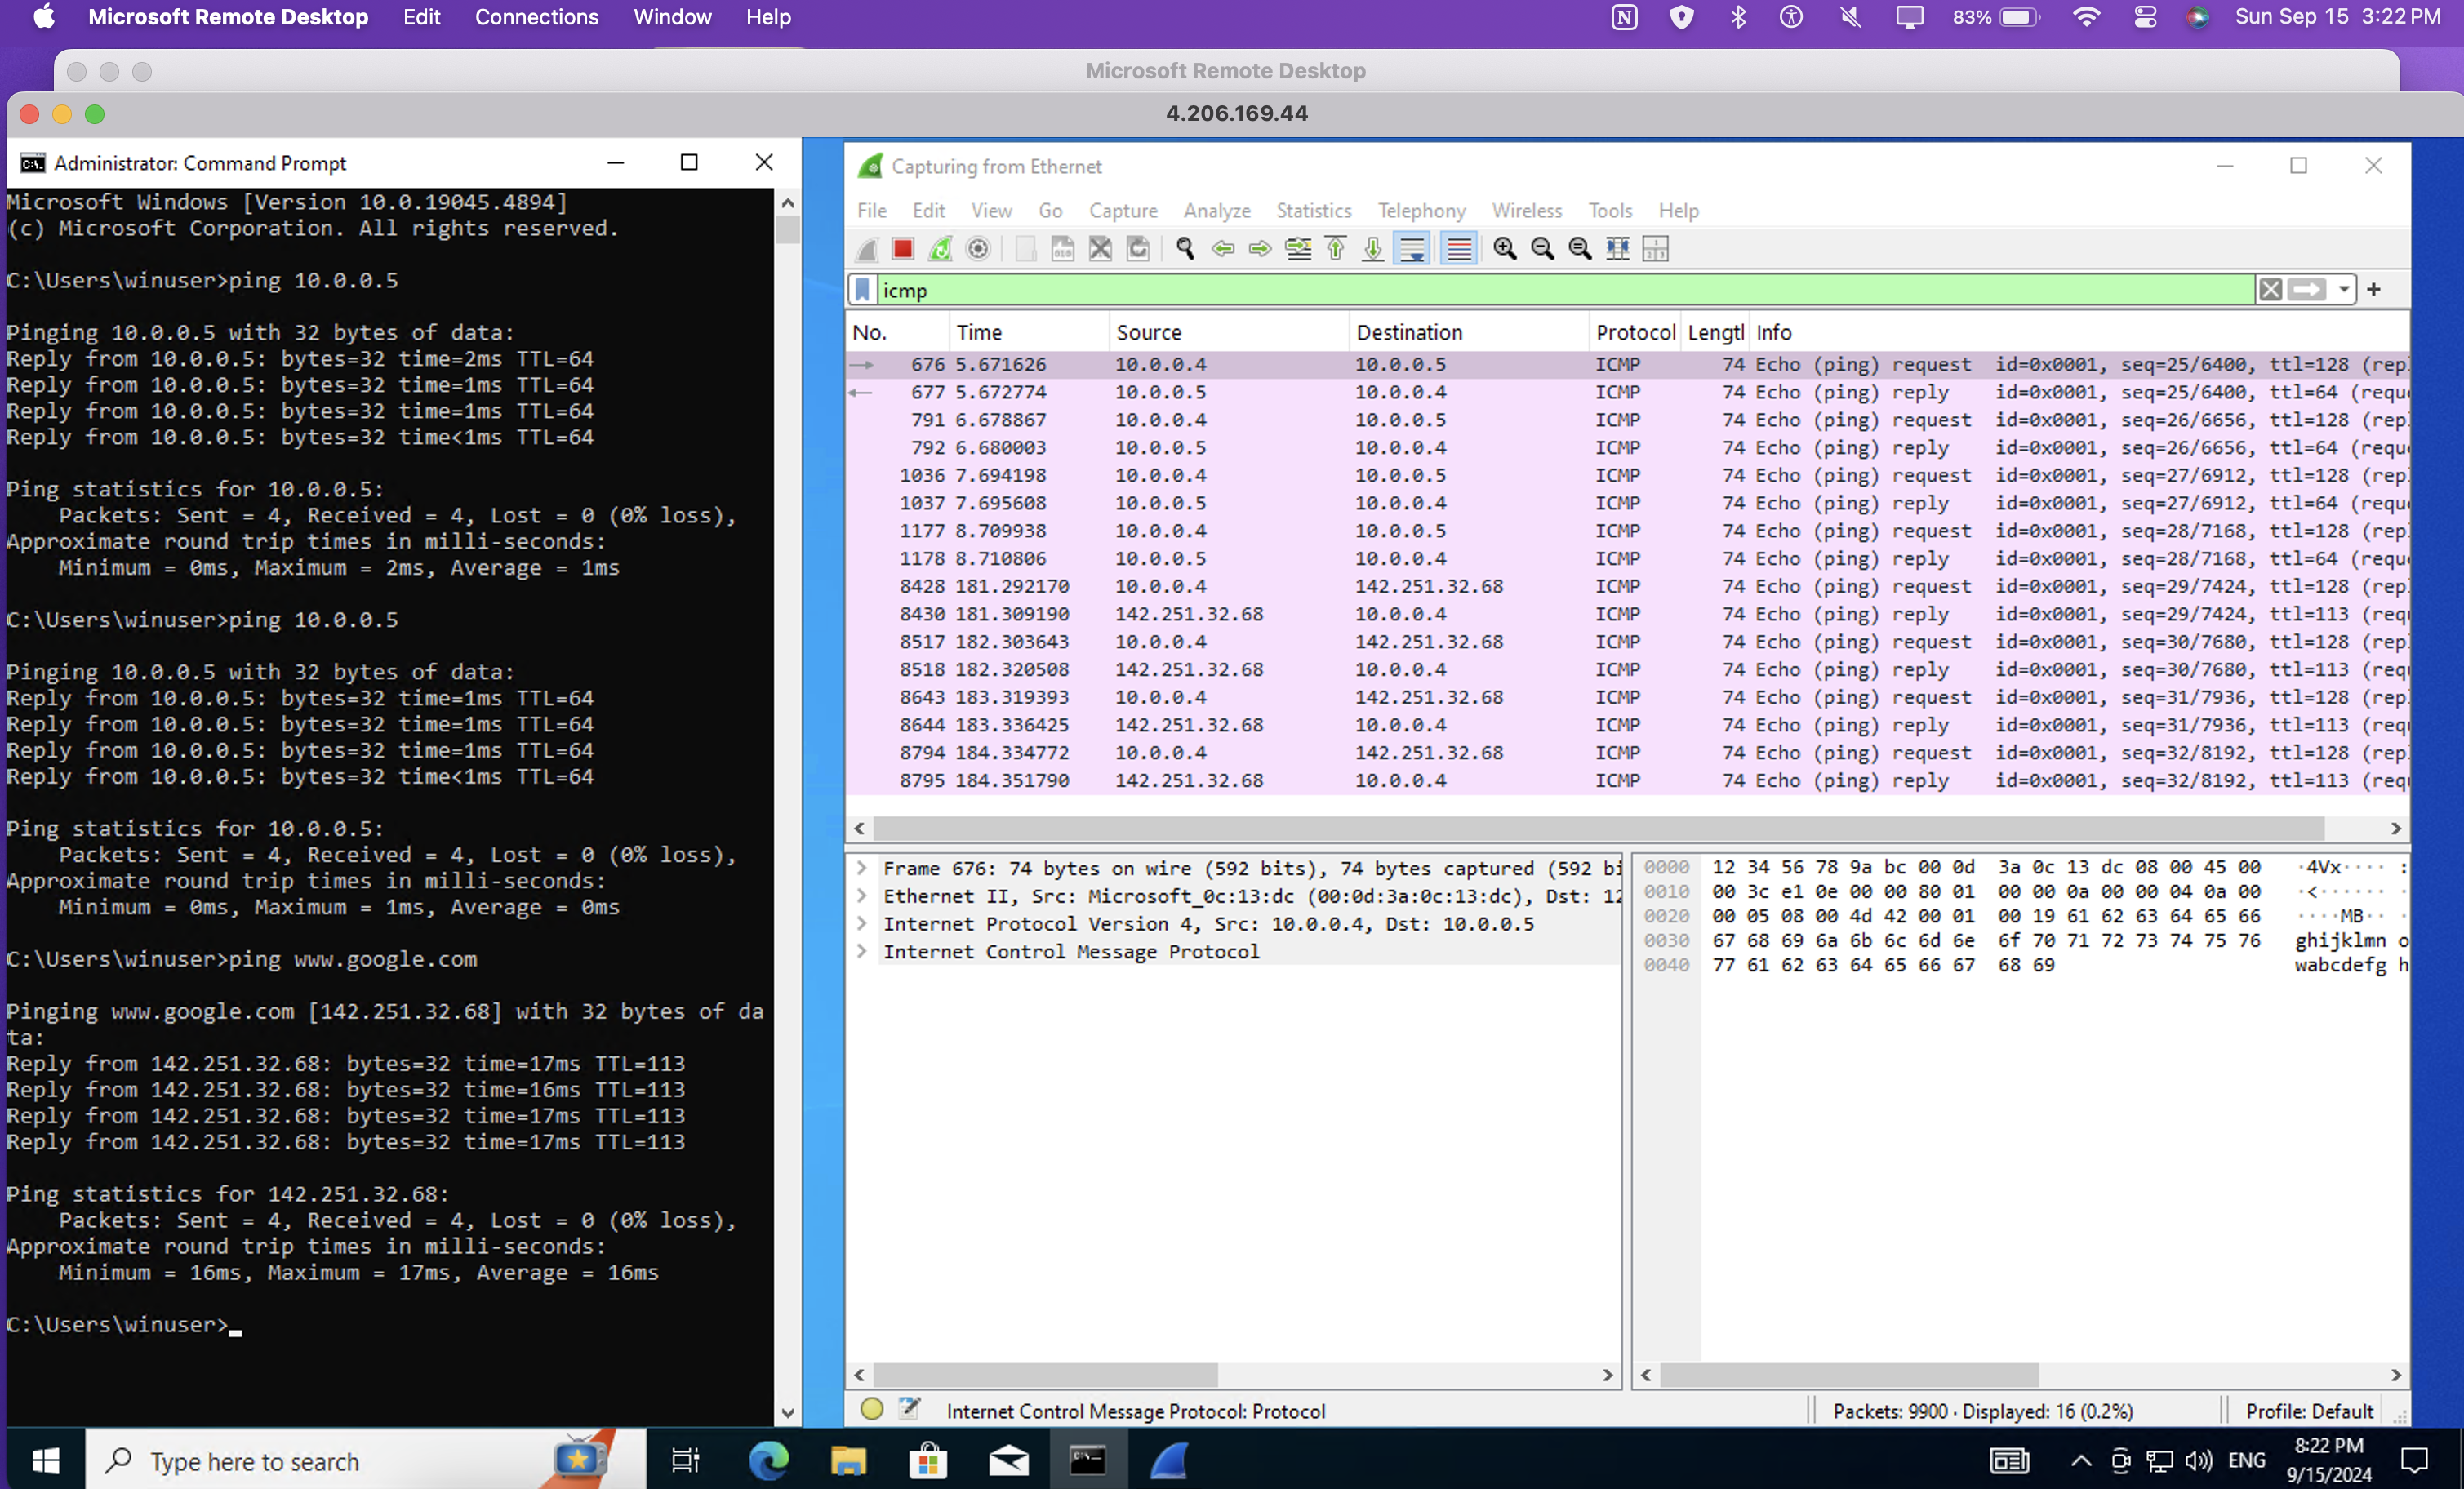 Microsoft Remote Desktop Edit Connections Window Help 83% Sun Sep 15 3:22 PM
Microsoft Remote Desktop
4.206.169.44
Administrator: Command Prompt
Microsoft Windows [Version 10.0.19045.4894]
(c) Microsoft Corporation. All rights reserved.
C:\Users\winuser>ping 10.0.0.5
Pinging 10.0.0.5 with 32 bytes of data:
Reply from 10.0.0.5: bytes=32 time=2ms TTL=64
Reply from 10.0.0.5: bytes=32 time=1ms TTL=64
Reply from 10.0.0.5: bytes=32 time=1ms TTL=64
Reply from 10.0.0.5: bytes=32 time<1ms TTL=64
Ping statistics for 10.0.0.5:
Packets: Sent = 4, Received = 4, Lost = 0 (0% loss),
Approximate round trip times in milli-seconds:
Minimum = 0ms, Maximum = 2ms, Average = 1ms
C:\Users\winuser>ping 10.0.0.5
Pinging 10.0.0.5 with 32 bytes of data:
Reply from 10.0.0.5: bytes=32 time=1ms TTL=64
Reply from 10.0.0.5: bytes=32 time=1ms TTL=64
Reply from 10.0.0.5: bytes=32 time=1ms TTL=64
Reply from 10.0.0.5: bytes=32 time<1ms TTL=64
Ping statistics for 10.0.0.5:
Packets: Sent = 4, Received = 4, Lost = 0 (0% loss),
Approximate round trip times in milli-seconds:
Minimum = 0ms, Maximum = 1ms, Average = 0ms
C:\Users\winuser>ping www.google.com
Pinging www.google.com [142.251.32.68] with 32 bytes of da
ta:
Reply from 142.251.32.68: bytes=32 time=17ms TTL=113
Reply from 142.251.32.68: bytes=32 time=16ms TTL=113
Reply from 142.251.32.68: bytes=32 time=17ms TTL=113
Reply from 142.251.32.68: bytes=32 time=17ms TTL=113
Ping statistics for 142.251.32.68:
Packets: Sent = 4, Received = 4, Lost = 0 (0% loss),
Approximate round trip times in milli-seconds:
Minimum = 16ms, Maximum = 17ms, Average = 16ms
C:\Users\winuser>
Capturing from Ethernet
File Edit View Go Capture Analyze Statistics Telephony Wireless Tools Help
icmp
No. Time Source Destination Protocol Lengtl Info
676 5.671626 10.0.0.4 10.0.0.5 ICMP 74 Echo (ping) request id=0x0001, seq=25/6400, ttl=128 (rep
677 5.672774 10.0.0.5 10.0.0.4 ICMP 74 Echo (ping) reply id=0x0001, seq=25/6400, ttl=64 (requ
791 6.678867 10.0.0.4 10.0.0.5 ICMP 74 Echo (ping) request id=0x0001, seq=26/6656, ttl=128 (rep
792 6.680003 10.0.0.5 10.0.0.4 ICMP 74 Echo (ping) reply id=0x0001, seq=26/6656, ttl=64 (requ
1036 7.694198 10.0.0.4 10.0.0.5 ICMP 74 Echo (ping) request id=0x0001, seq=27/6912, ttl=128 (rep
1037 7.695608 10.0.0.5 10.0.0.4 ICMP 74 Echo (ping) reply id=0x0001, seq=27/6912, ttl=64 (requ
1177 8.709938 10.0.0.4 10.0.0.5 ICMP 74 Echo (ping) request id=0x0001, seq=28/7168, ttl=128 (rep
1178 8.710806 10.0.0.5 10.0.0.4 ICMP 74 Echo (ping) reply id=0x0001, seq=28/7168, ttl=64 (requ
8428 181.292170 10.0.0.4 142.251.32.68 ICMP 74 Echo (ping) request id=0x0001, seq=29/7424, ttl=128 (rep
8430 181.309190 142.251.32.68 10.0.0.4 ICMP 74 Echo (ping) reply id=0x0001, seq=29/7424, ttl=113 (req
8517 182.303643 10.0.0.4 142.251.32.68 ICMP 74 Echo (ping) request id=0x0001, seq=30/7680, ttl=128 (rep
8518 182.320508 142.251.32.68 10.0.0.4 ICMP 74 Echo (ping) reply id=0x0001, seq=30/7680, ttl=113 (req
8643 183.319393 10.0.0.4 142.251.32.68 ICMP 74 Echo (ping) request id=0x0001, seq=31/7936, ttl=128 (rep
8644 183.336425 142.251.32.68 10.0.0.4 ICMP 74 Echo (ping) reply id=0x0001, seq=31/7936, ttl=113 (req
8794 184.334772 10.0.0.4 142.251.32.68 ICMP 74 Echo (ping) request id=0x0001, seq=32/8192, ttl=128 (rep
8795 184.351790 142.251.32.68 10.0.0.4 ICMP 74 Echo (ping) reply id=0x0001, seq=32/8192, ttl=113 (req
Frame 676: 74 bytes on wire (592 bits), 74 bytes captured (592 bi
Ethernet II, Src: Microsoft_0c:13:dc (00:0d:3a:0c:13:dc), Dst: 12
Internet Protocol Version 4, Src: 10.0.0.4, Dst: 10.0.0.5
Internet Control Message Protocol
0000 12 34 56 78 9a bc 00 0d 3a 0c 13 dc 08 00 45 00 ·4Vx···· :
0010 00 3c e1 0e 00 00 80 01 00 00 0a 00 00 04 0a 00 ·<······ ·
0020 00 05 08 00 4d 42 00 01 00 19 61 62 63 64 65 66 ····MB·· ·
0030 67 68 69 6a 6b 6c 6d 6e 6f 70 71 72 73 74 75 76 ghijklmn o
0040 77 61 62 63 64 65 66 67 68 69 wabcdefg h
Internet Control Message Protocol: Protocol
Packets: 9900 · Displayed: 16 (0.2%)
Profile: Default
Type here to search
ENG
8:22 PM
9/15/2024